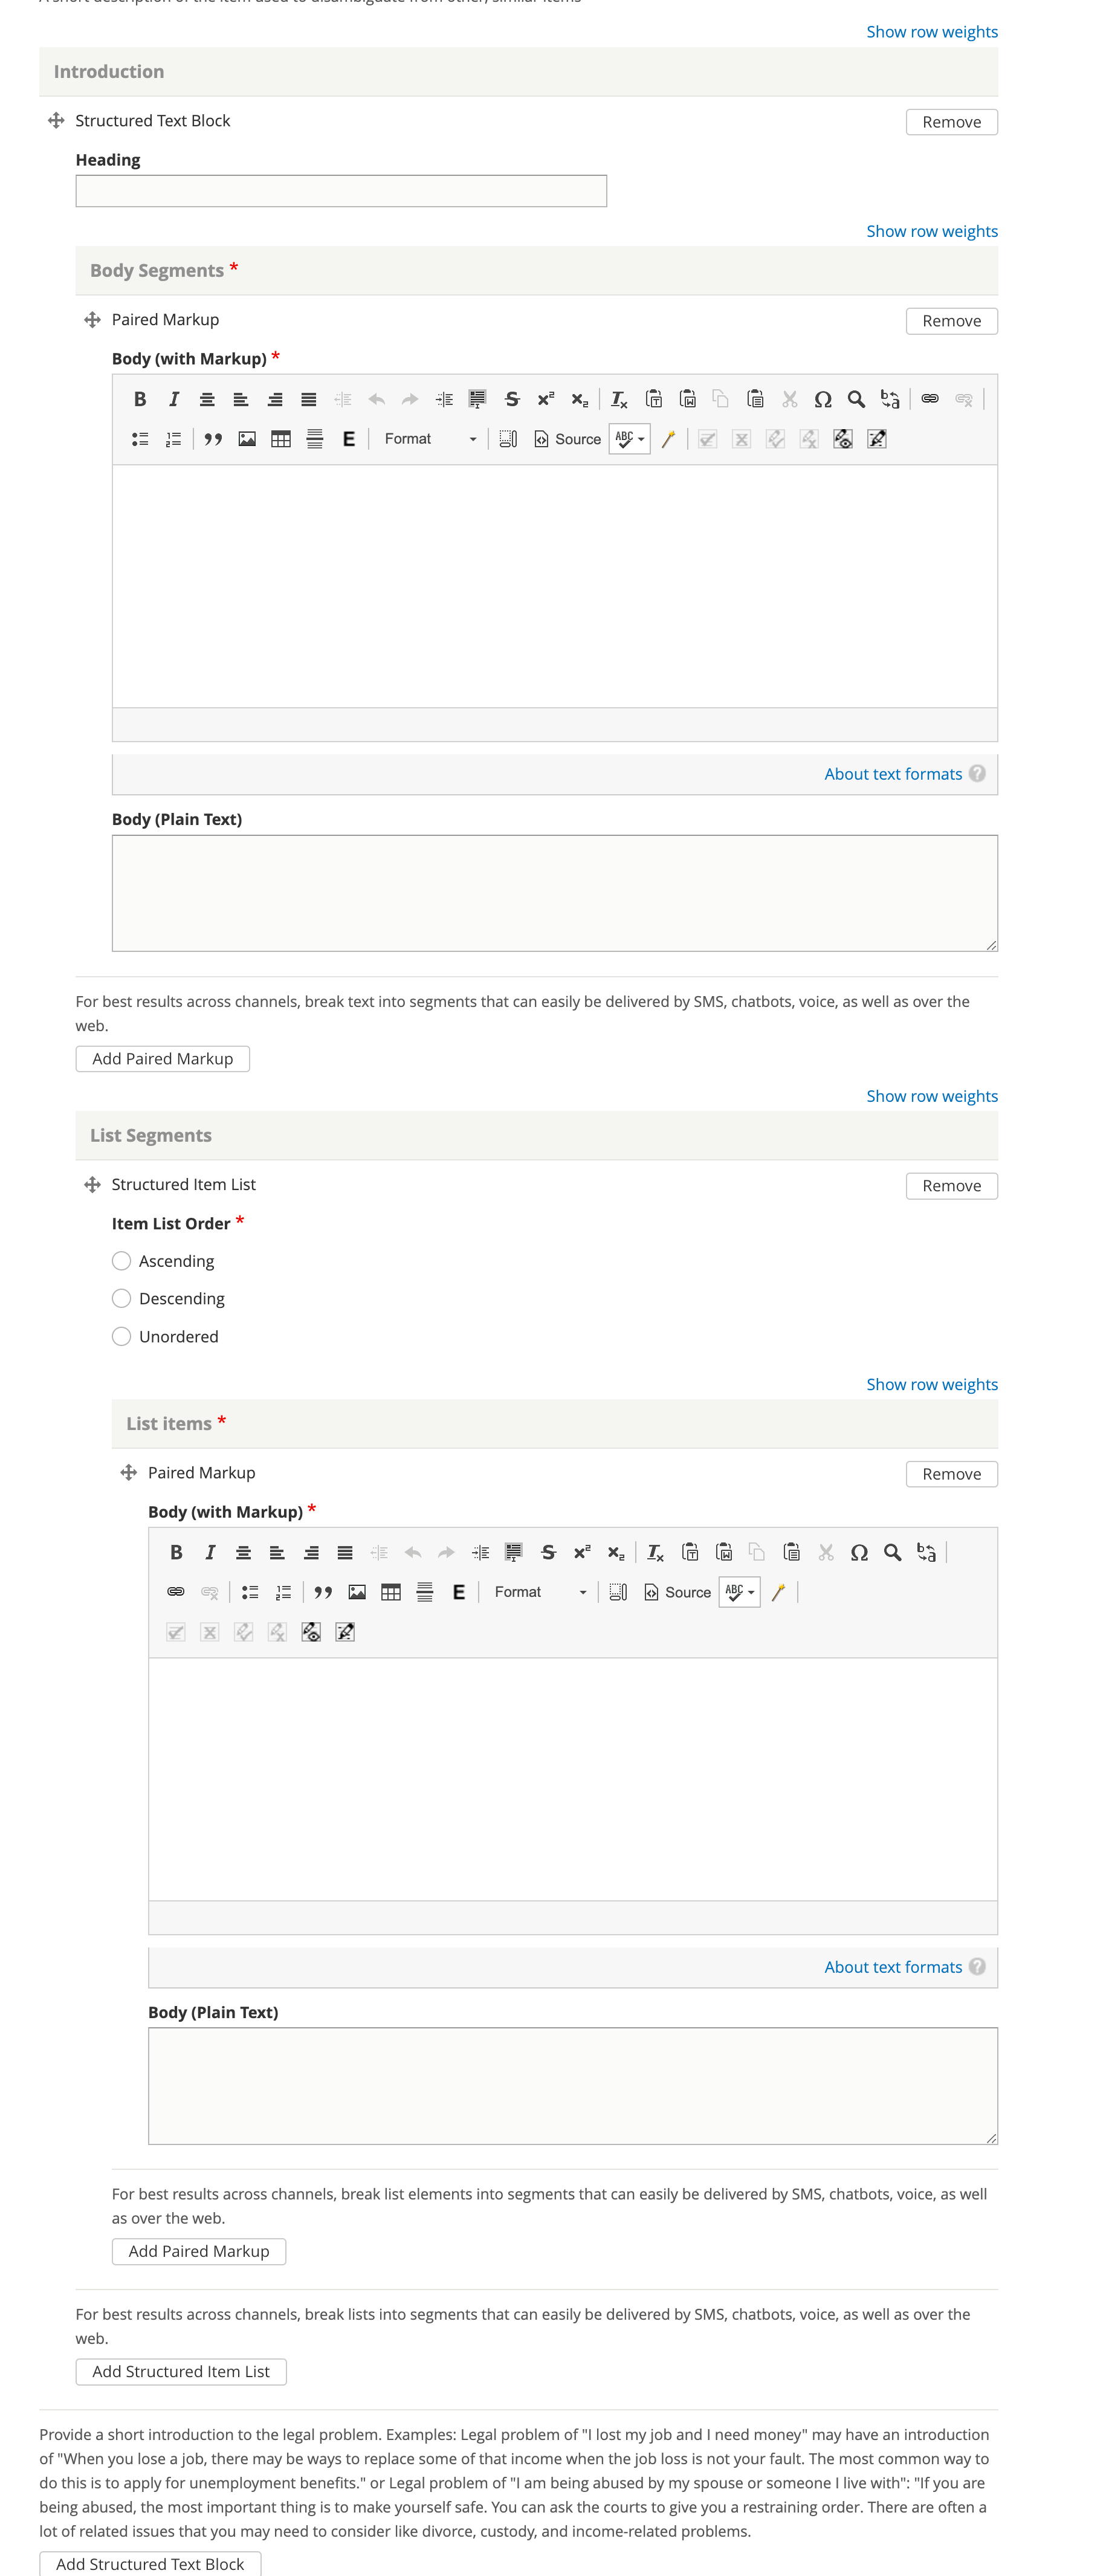 A short description of the item used to disambiguate from other, similar items
Show row weights
Introduction
Structured Text Block
Remove
Heading
Show row weights
Body Segments *
Paired Markup
Remove
Body (with Markup) *
Format
Source
ABC
About text formats ?
Body (Plain Text)
For best results across channels, break text into segments that can easily be delivered by SMS, chatbots, voice, as well as over the
web.
Add Paired Markup
Show row weights
List Segments
Structured Item List
Remove
Item List Order *
Ascending
Descending
Unordered
Show row weights
List items *
Paired Markup
Remove
Body (with Markup) *
Format
Source
ABC
About text formats ?
Body (Plain Text)
For best results across channels, break list elements into segments that can easily be delivered by SMS, chatbots, voice, as well
as over the web.
Add Paired Markup
For best results across channels, break lists into segments that can easily be delivered by SMS, chatbots, voice, as well as over the
web.
Add Structured Item List
Provide a short introduction to the legal problem. Examples: Legal problem of "I lost my job and I need money" may have an introduction
of "When you lose a job, there may be ways to replace some of that income when the job loss is not your fault. The most common way to
do this is to apply for unemployment benefits." or Legal problem of "I am being abused by my spouse or someone I live with": "If you are
being abused, the most important thing is to make yourself safe. You can ask the courts to give you a restraining order. There are often a
lot of related issues that you may need to consider like divorce, custody, and income-related problems.
Add Structured Text Block